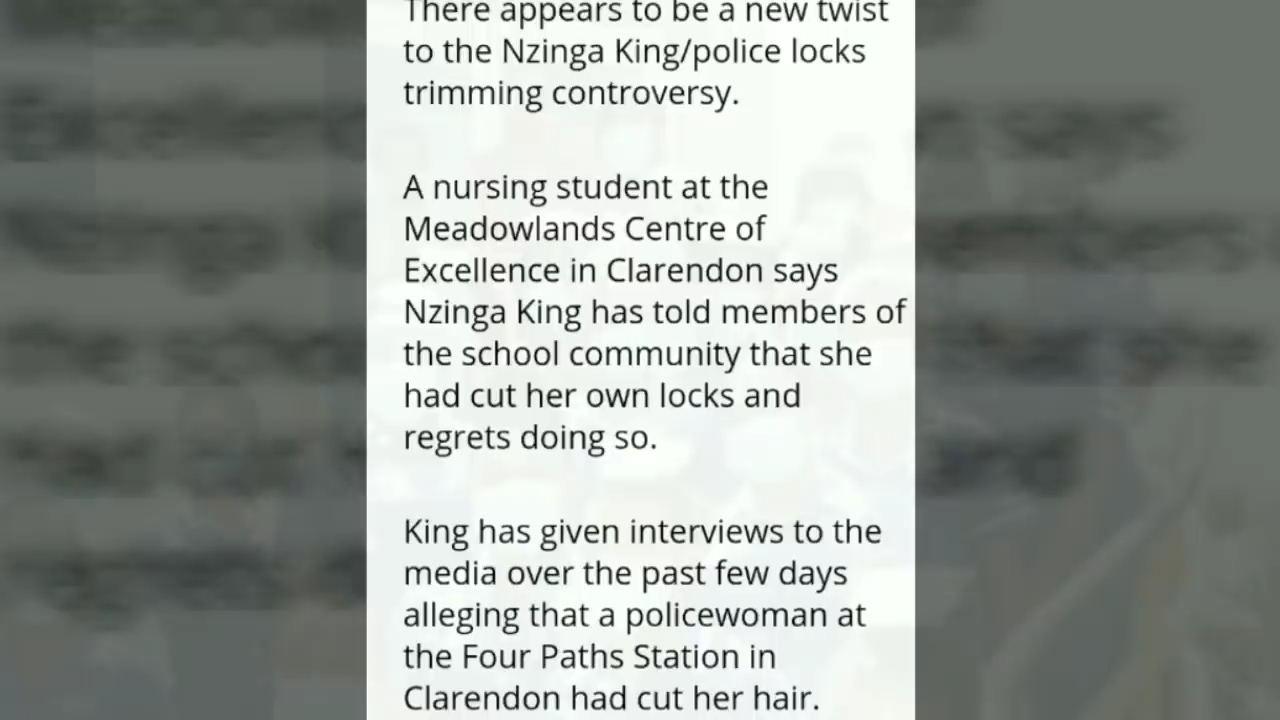 There appears to be a new twist
to the Nzinga King/police locks
trimming controversy.
A nursing student at the
Meadowlands Centre of
Excellence in Clarendon says
Nzinga King has told members of
the school community that she
had cut her own locks and
regrets doing so.
King has given interviews to the
media over the past few days
alleging that a policewoman at
the Four Paths Station in
Clarendon had cut her hair.